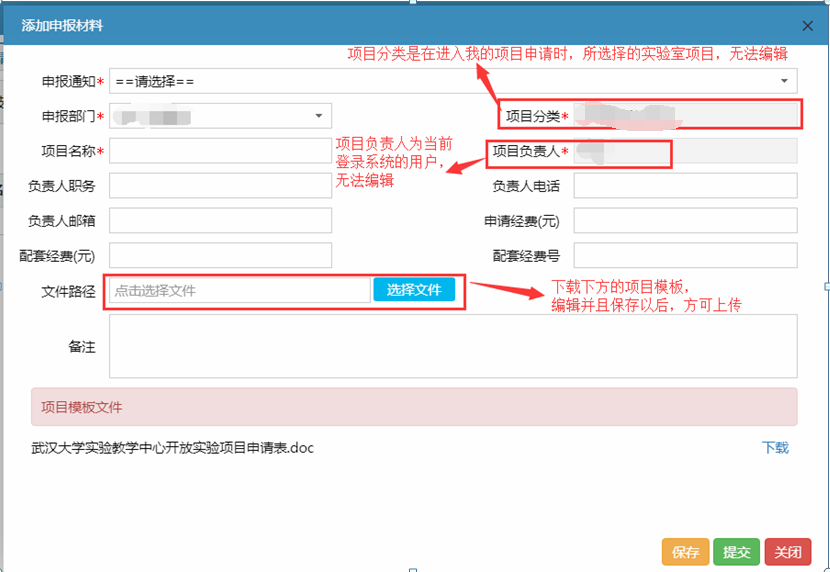 添加申报材料
项目分类是在进入我的项目申请时，所选择的实验室项目，无法编辑
申报通知* ==请选择==
申报部门* 项目分类*
项目名称* 项目负责人为当前
登录系统的用户，
无法编辑
项目负责人*
负责人职务 负责人电话
负责人邮箱 申请经费(元)
配套经费(元) 配套经费号
文件路径 点击选择文件 选择文件
下载下方的项目模板，
编辑并且保存以后，方可上传
备注
项目模板文件
武汉大学实验教学中心开放实验项目申请表.doc 下载
保存 提交 关闭